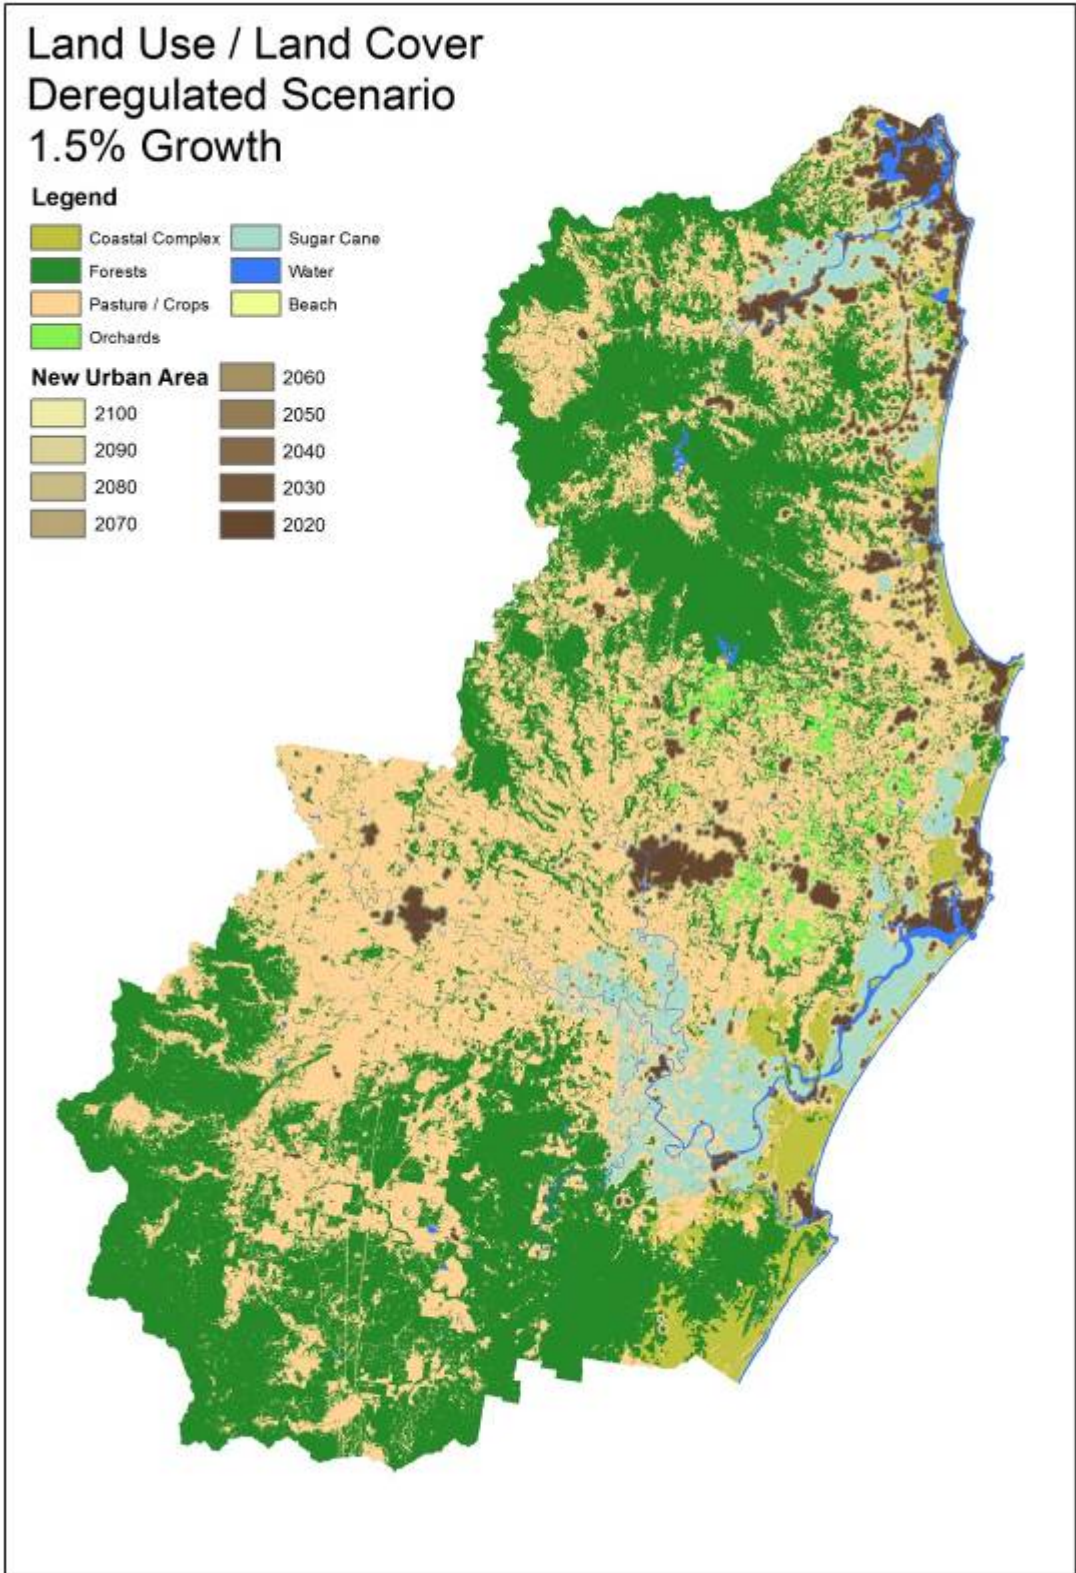 Land Use / Land Cover
Deregulated Scenario
1.5% Growth
Legend
Coastal Complex
Sugar Cane
Forests
Water
Pasture / Crops
Beach
Orchards
New Urban Area
2060
2100
2050
2090
2040
2080
2030
2070
2020